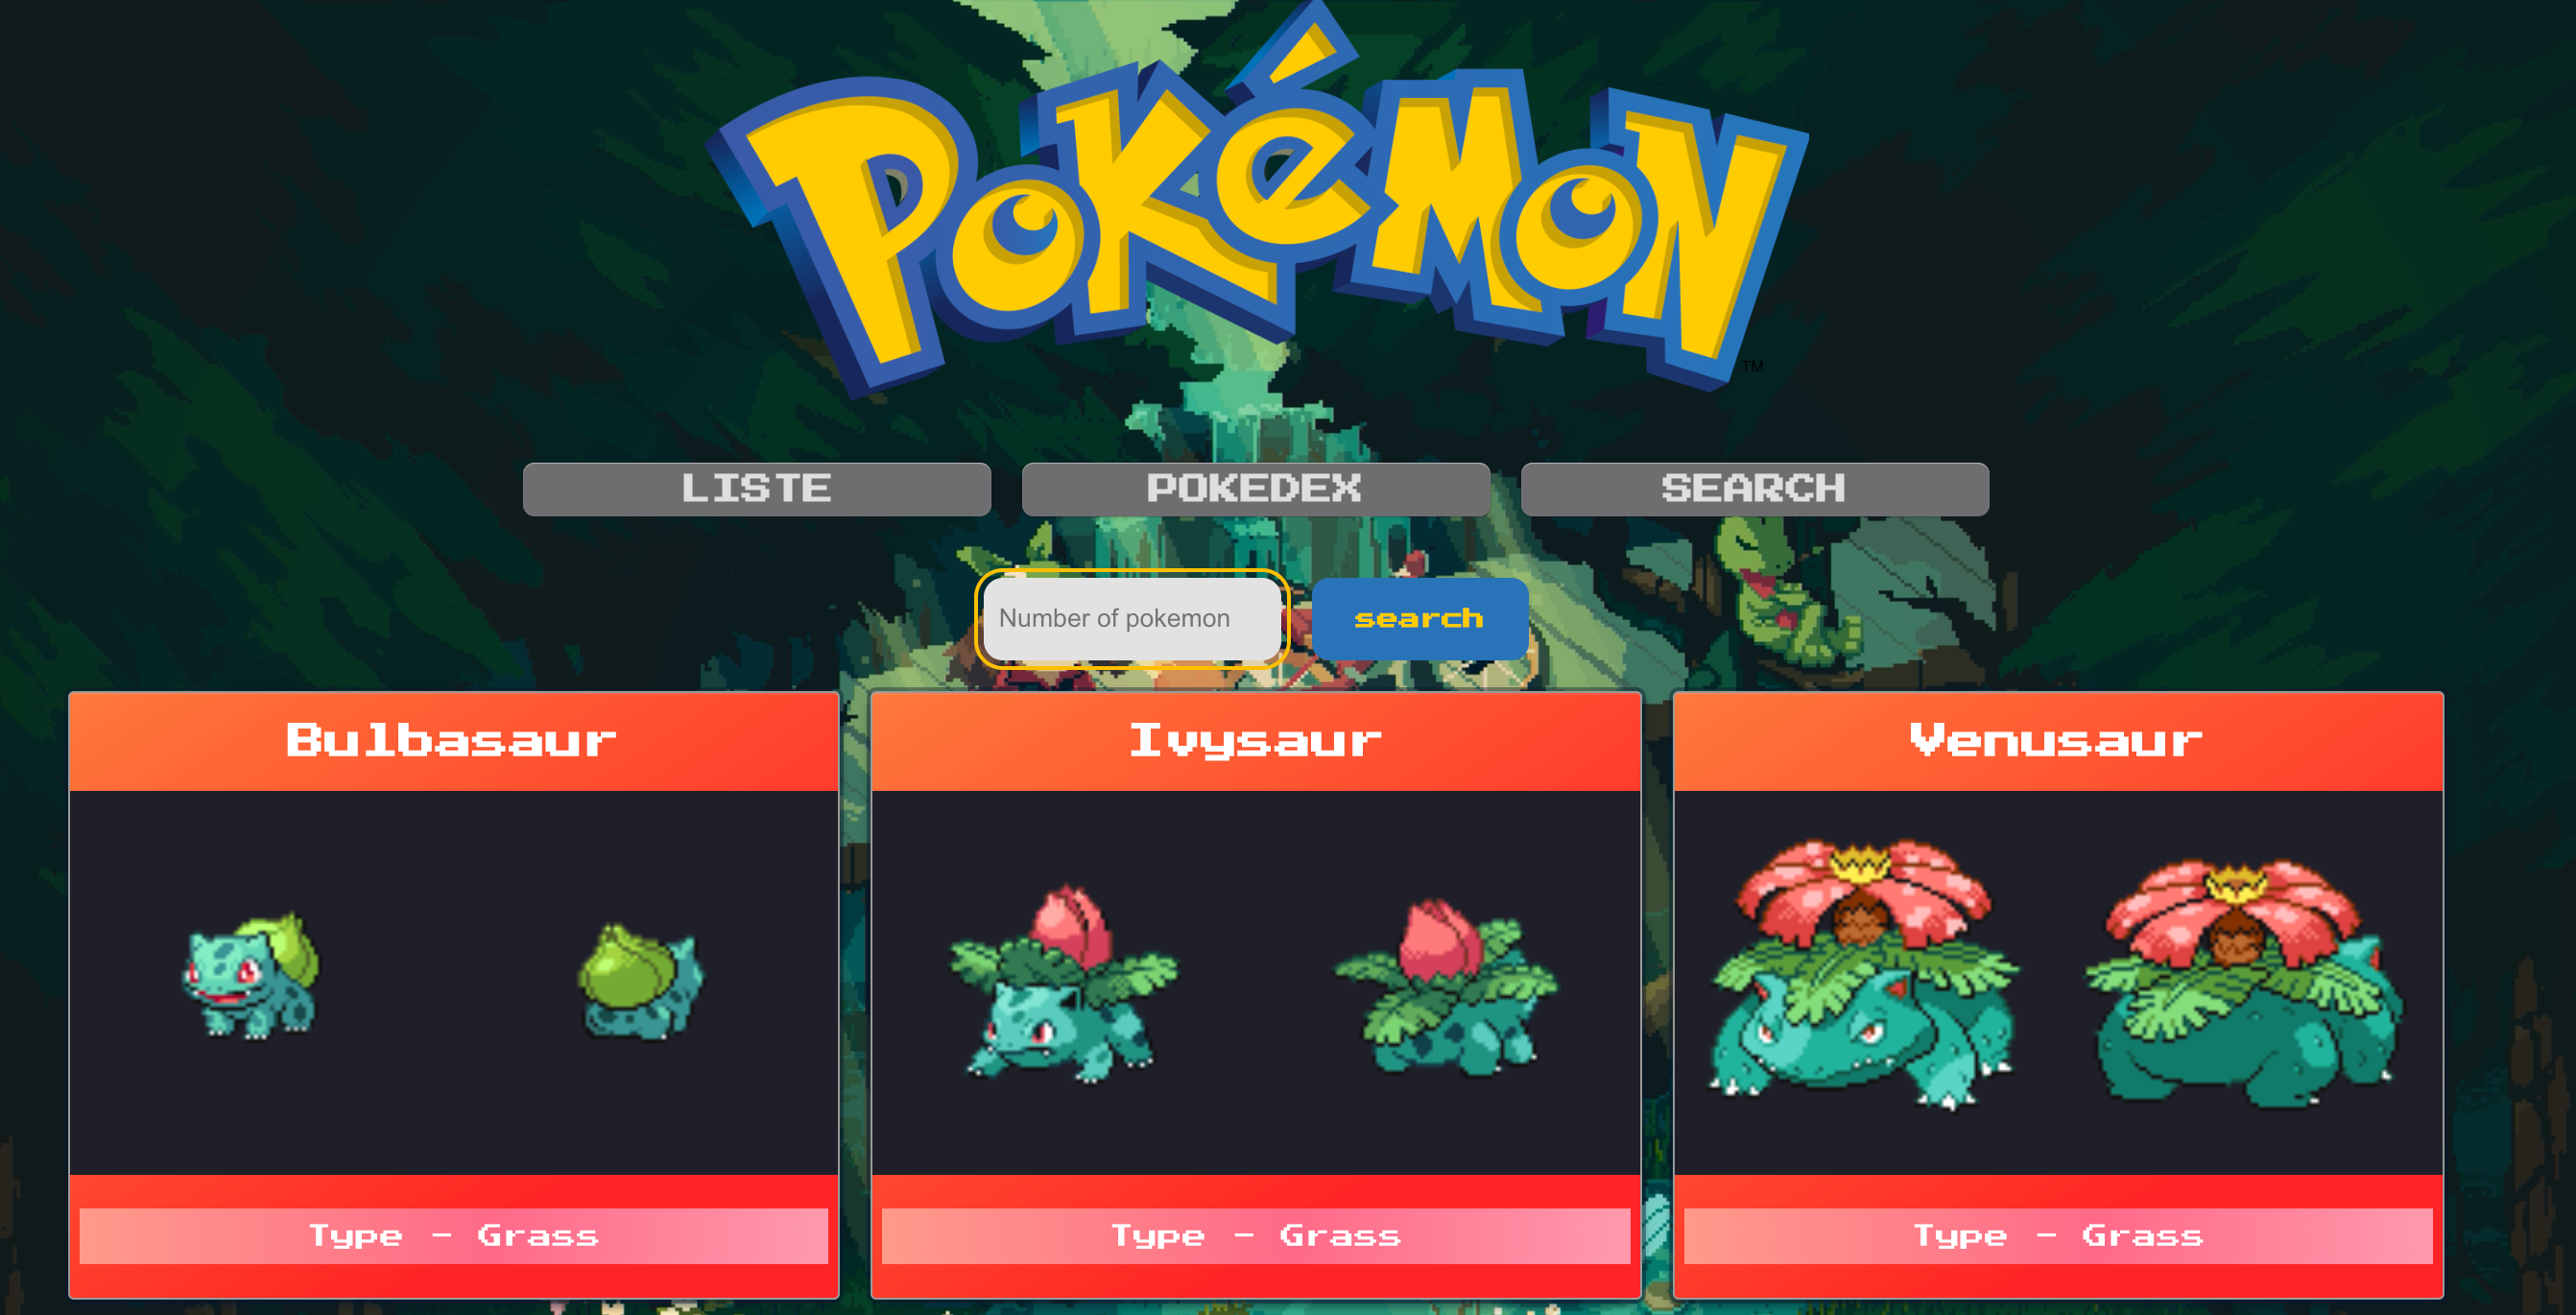 POKéMON
TM
LISTE
POKEDEX
SEARCH
Number of pokemon
search
Bulbasaur
Ivysaur
Venusaur
Type - Grass
Type - Grass
Type - Grass